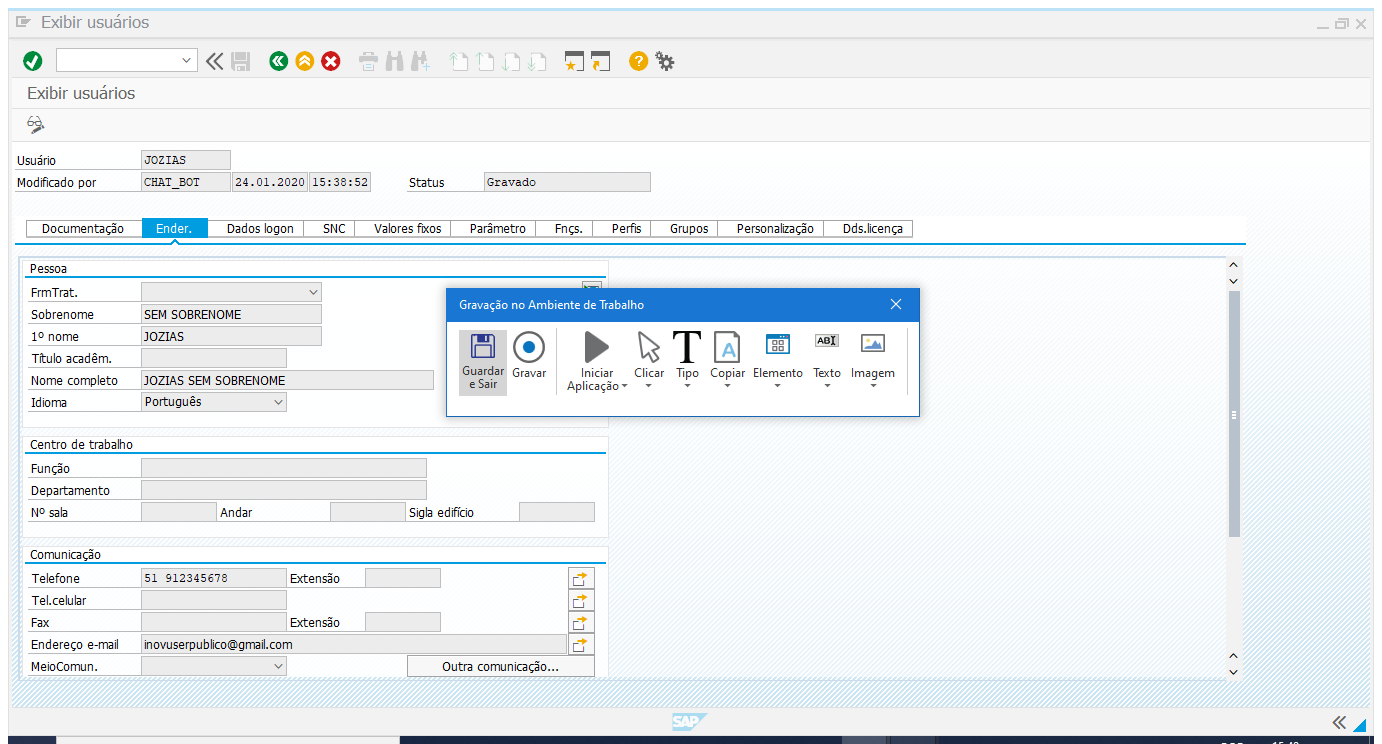 Exibir usuários
Exibir usuários
Usuário JOZIAS
Modificado por CHAT_BOT 24.01.2020 15:38:52 Status Gravado
Documentação Ender. Dados logon SNC Valores fixos Parâmetro Fnçs. Perfis Grupos Personalização Dds.licença
Pessoa
FrmTrat.
Sobrenome SEM SOBRENOME
1º nome JOZIAS
Título acadêm.
Nome completo JOZIAS SEM SOBRENOME
Idioma Português
Gravação no Ambiente de Trabalho
Guardar e Sair
Gravar
Iniciar Aplicação
Clicar
Tipo
Copiar
Elemento
Texto
Imagem
Centro de trabalho
Função
Departamento
Nº sala Andar Sigla edifício
Comunicação
Telefone 51 912345678 Extensão
Tel.celular
Fax Extensão
Endereço e-mail inovuserpublico@gmail.com
MeioComun. Outra comunicação...
SAP